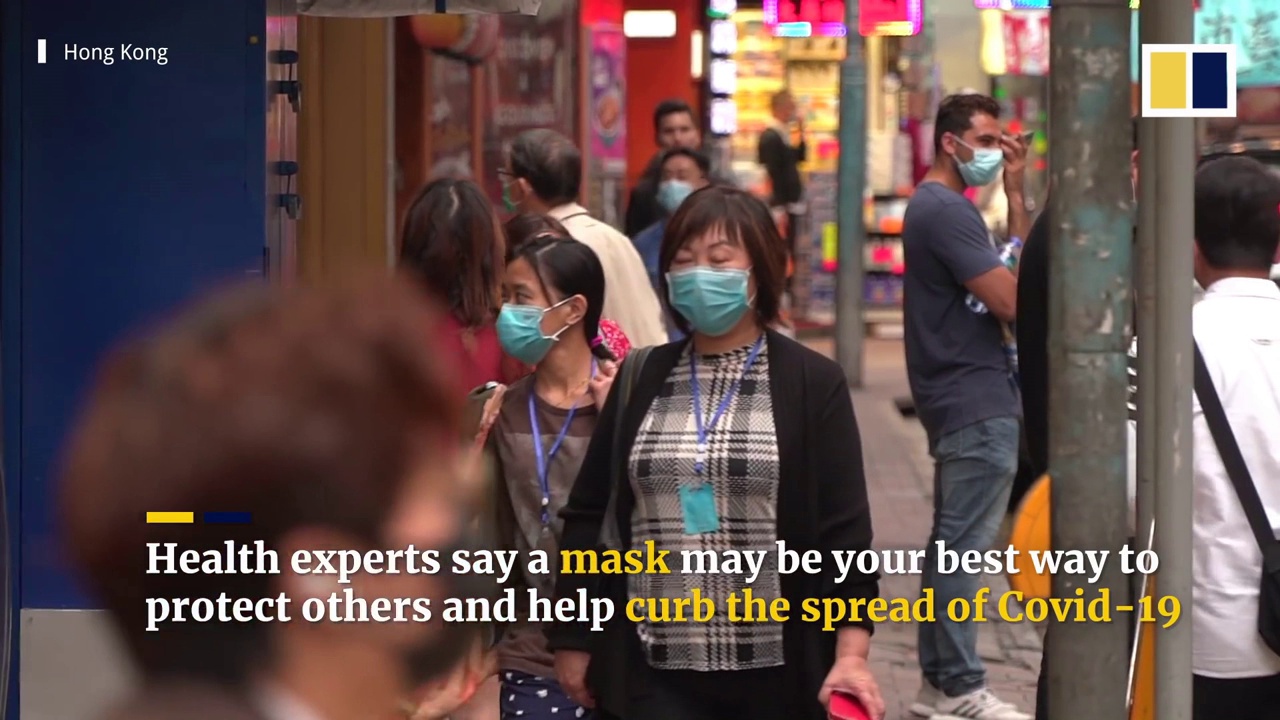 Hong Kong
Health experts say a mask may be your best way to
protect others and help curb the spread of Covid-19